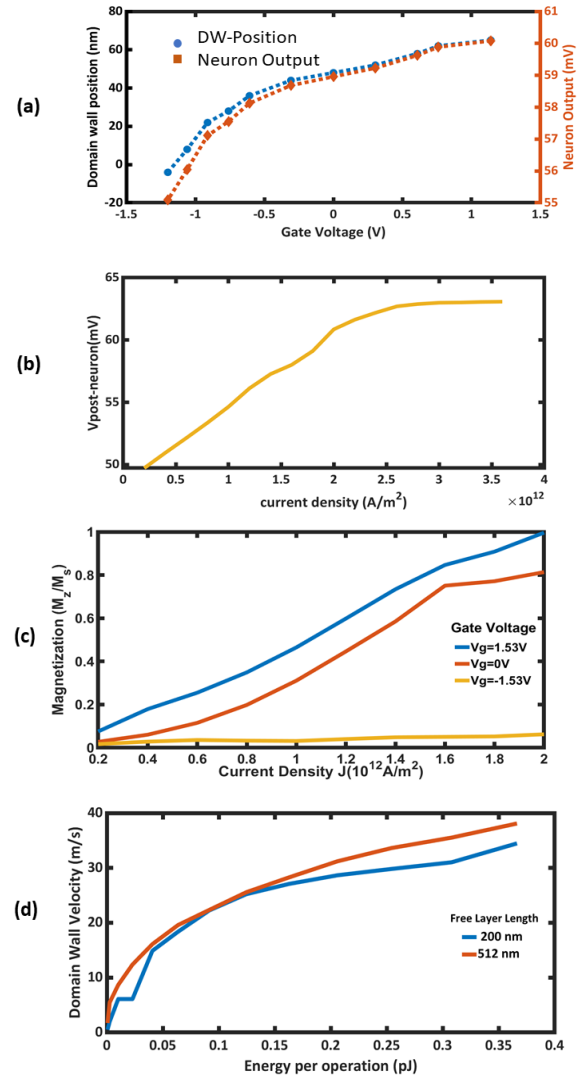 (a)
80
60
40
20
0
-20
Domain wall position (nm)
DW-Position
Neuron Output
61
60
59
58
57
56
55
Neuron Output (mV)
-1.5 -1 -0.5 0 0.5 1 1.5
Gate Voltage (V)
(b)
65
60
55
50
Vpost-neuron(mV)
0 0.5 1 1.5 2 2.5 3 3.5 4
current density (A/m²)
×10¹²
(c)
1
0.8
0.6
0.4
0.2
0
Magnetization (M_z/M_s)
Gate Voltage
Vg=1.53V
Vg=0V
Vg=-1.53V
0.2 0.4 0.6 0.8 1 1.2 1.4 1.6 1.8 2
Current Density J(10¹²A/m²)
(d)
40
30
20
10
0
Domain Wall Velocity (m/s)
Free Layer Length
200 nm
512 nm
0 0.05 0.1 0.15 0.2 0.25 0.3 0.35 0.4
Energy per operation (pJ)